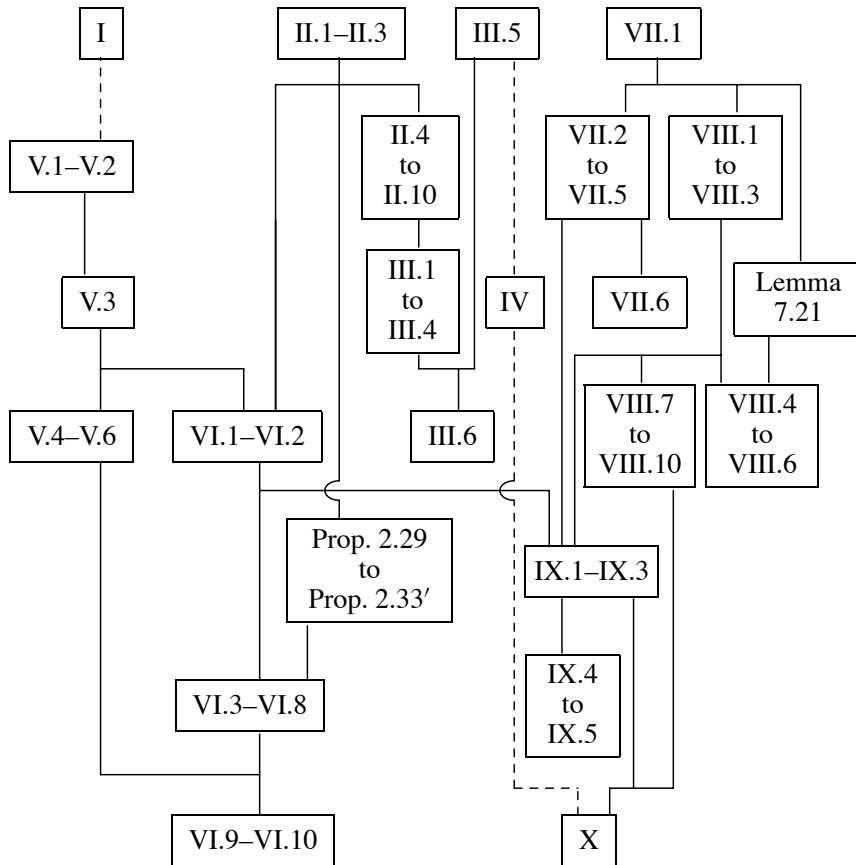 I
II.1–II.3
III.5
VII.1
V.1–V.2
II.4
to
II.10
VII.2
to
VII.5
VIII.1
to
VIII.3
V.3
III.1
to
III.4
IV
VII.6
Lemma
7.21
V.4–V.6
VI.1–VI.2
III.6
VIII.7
to
VIII.10
VIII.4
to
VIII.6
Prop. 2.29
to
Prop. 2.33′
IX.1–IX.3
VI.3–VI.8
IX.4
to
IX.5
VI.9–VI.10
X